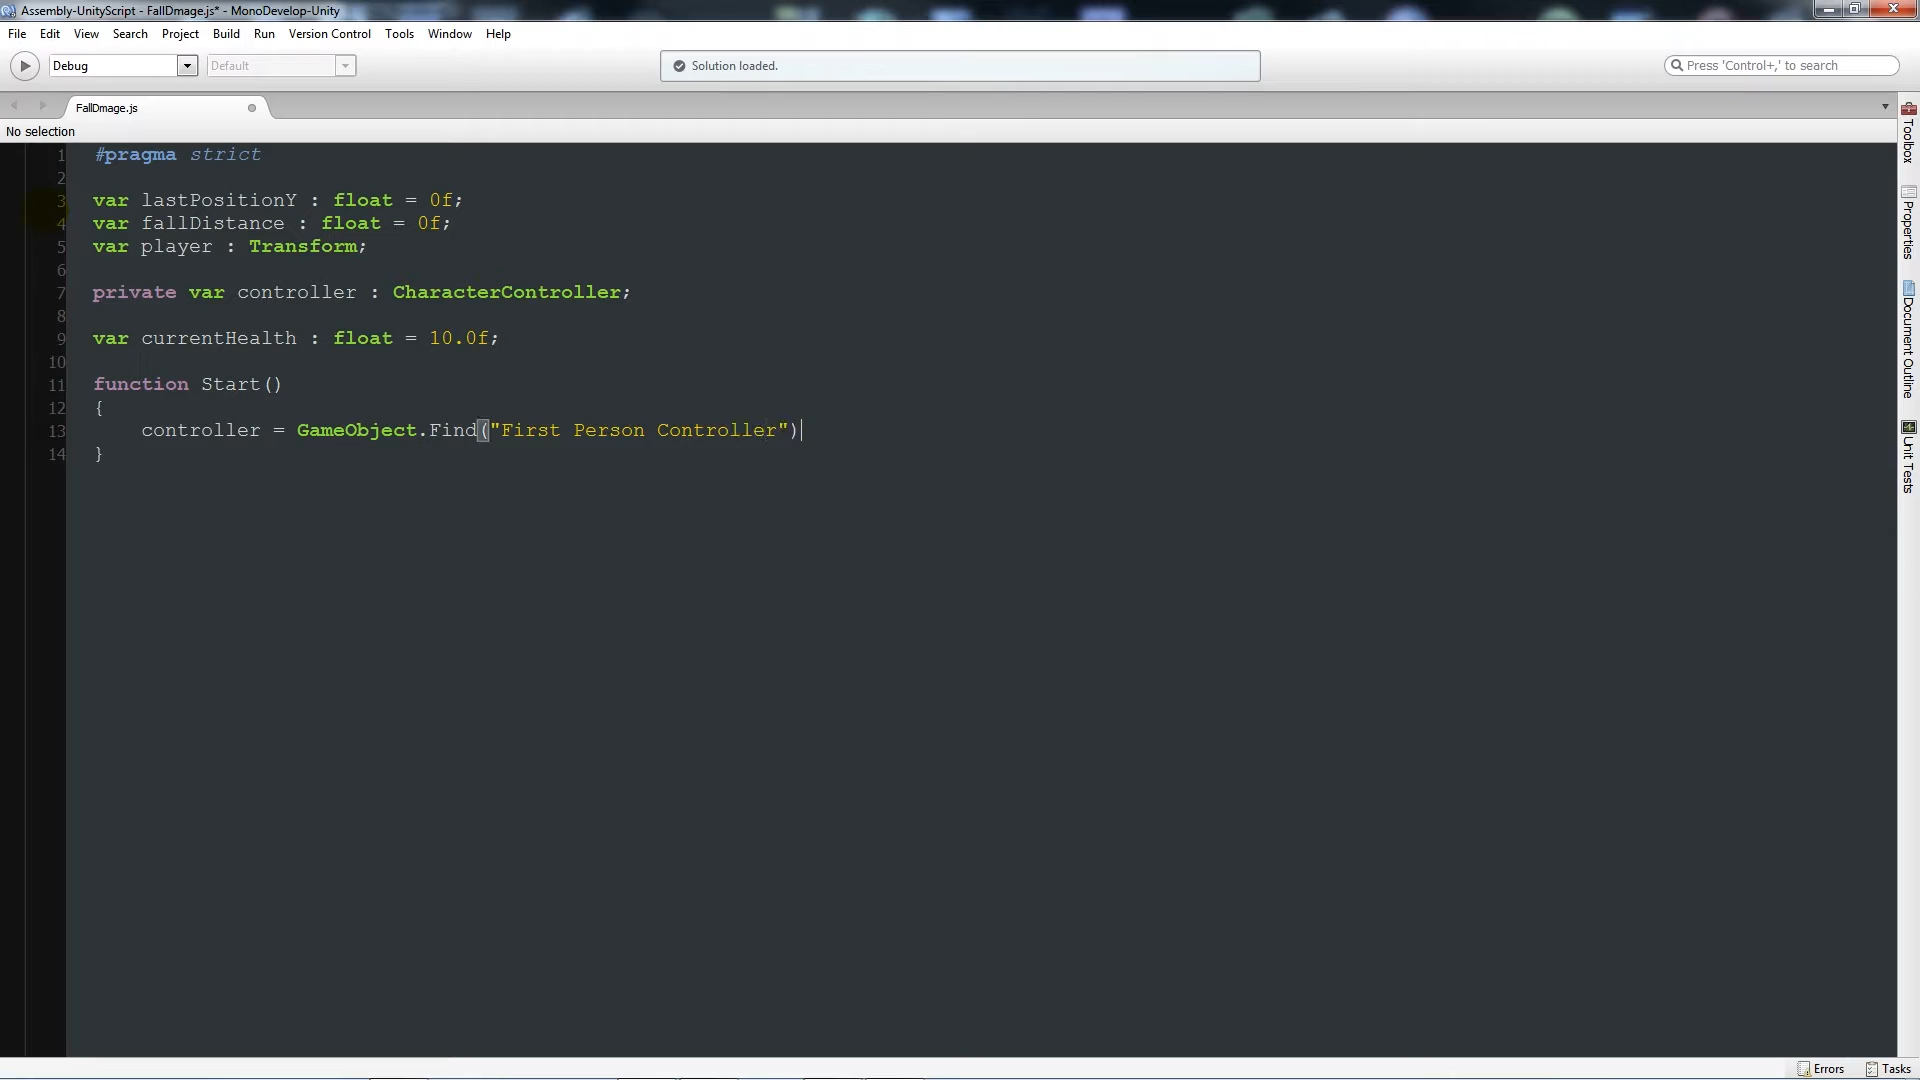 Assembly-UnityScript - FallDmage.js* - MonoDevelop-Unity
File Edit View Search Project Build Run Version Control Tools Window Help
Debug Default Solution loaded. Press 'Control+,' to search
FallDmage.js
No selection
1 #pragma strict
2
3 var lastPositionY : float = 0f;
4 var fallDistance : float = 0f;
5 var player : Transform;
6
7 private var controller : CharacterController;
8
9 var currentHealth : float = 10.0f;
10
11 function Start()
12 {
13 controller = GameObject.Find("First Person Controller")
14 }
Toolbox
Properties
Document Outline
Unit Tests
Errors Tasks